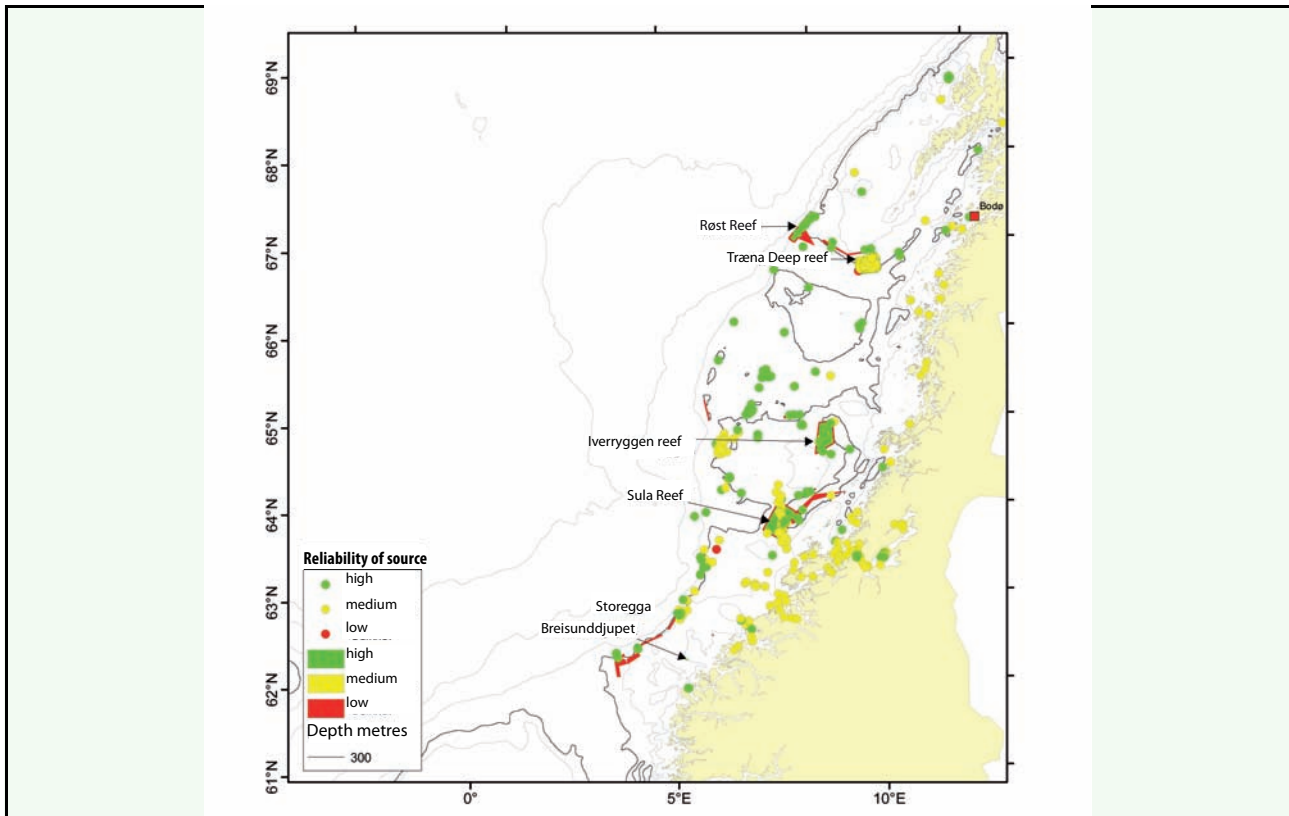 69°N
68°N
67°N
66°N
65°N
64°N
63°N
62°N
61°N
Bodø
Røst Reef
Træna Deep reef
Iverryggen reef
Sula Reef
Storegga
Breisunddjupet
Reliability of source
high
medium
low
high
medium
low
Depth metres
300
0°
5°E
10°E